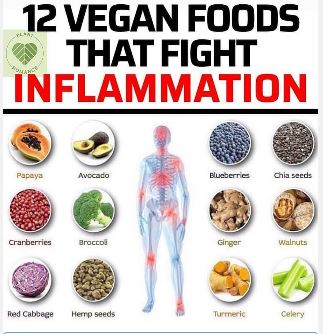 12 VEGAN FOODS
THAT FIGHT
INFLAMMATION
PLANT
ROMANCE
Papaya
Avocado
Blueberries
Chia seeds
Cranberries
Broccoli
Ginger
Walnuts
Red Cabbage
Hemp seeds
Turmeric
Celery